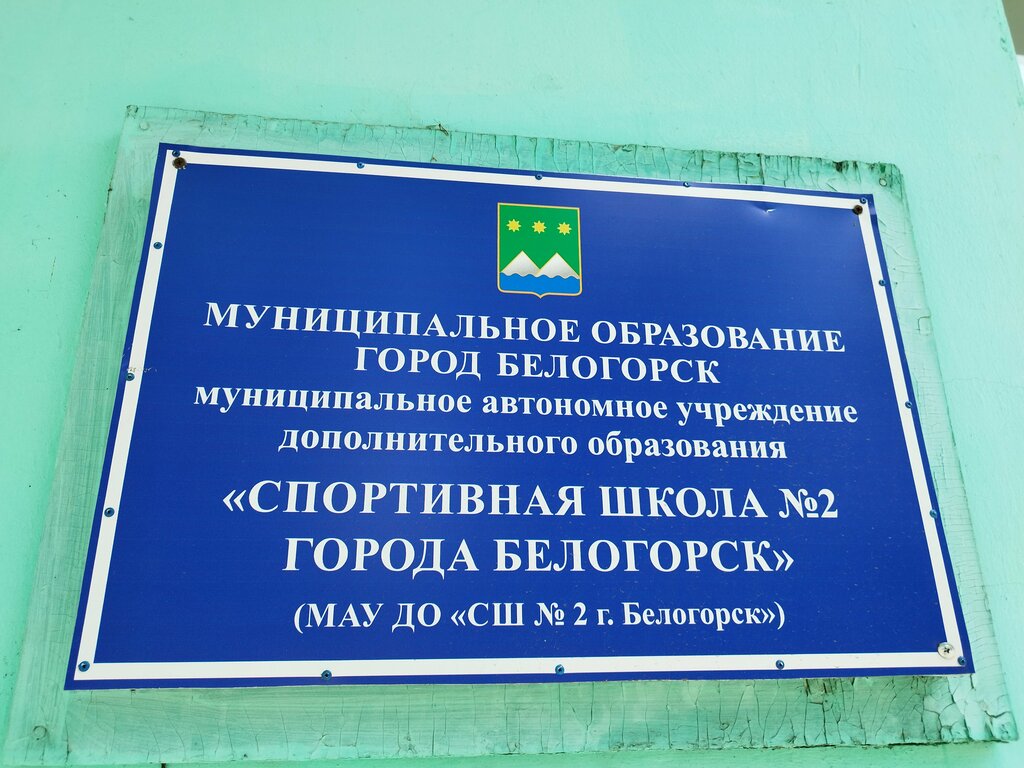 МУНИЦИПАЛЬНОЕ ОБРАЗОВАНИЕ
ГОРОД БЕЛОГОРСК
муниципальное автономное учреждение
дополнительного образования
«СПОРТИВНАЯ ШКОЛА №2
ГОРОДА БЕЛОГОРСК»
(МАУ ДО «СШ № 2 г. Белогорск»)